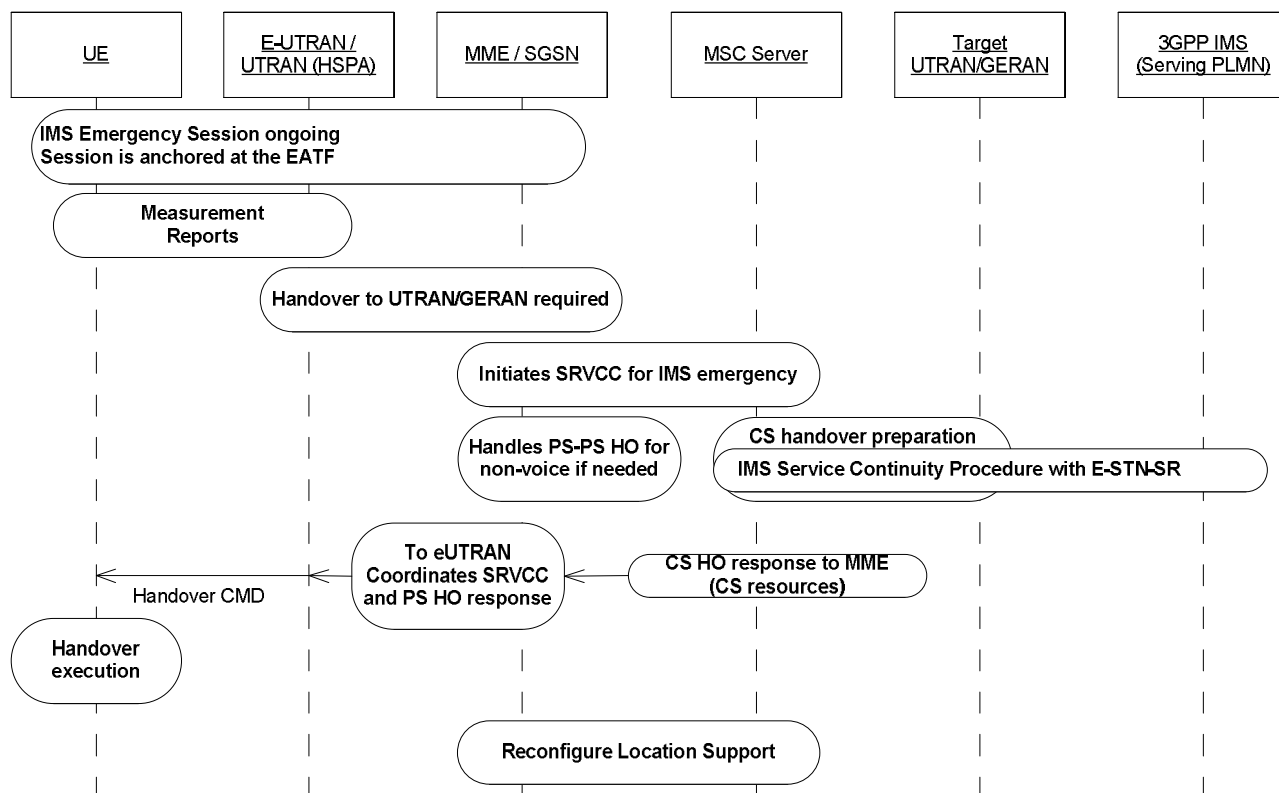 UE
E-UTRAN /
UTRAN (HSPA)
MME / SGSN
MSC Server
Target
UTRAN/GERAN
3GPP IMS
(Serving PLMN)
IMS Emergency Session ongoing
Session is anchored at the EATF
Measurement
Reports
Handover to UTRAN/GERAN required
Initiates SRVCC for IMS emergency
Handles PS-PS HO for
non-voice if needed
CS handover preparation
IMS Service Continuity Procedure with E-STN-SR
To eUTRAN
Coordinates SRVCC
and PS HO response
CS HO response to MME
(CS resources)
Handover CMD
Handover
execution
Reconfigure Location Support